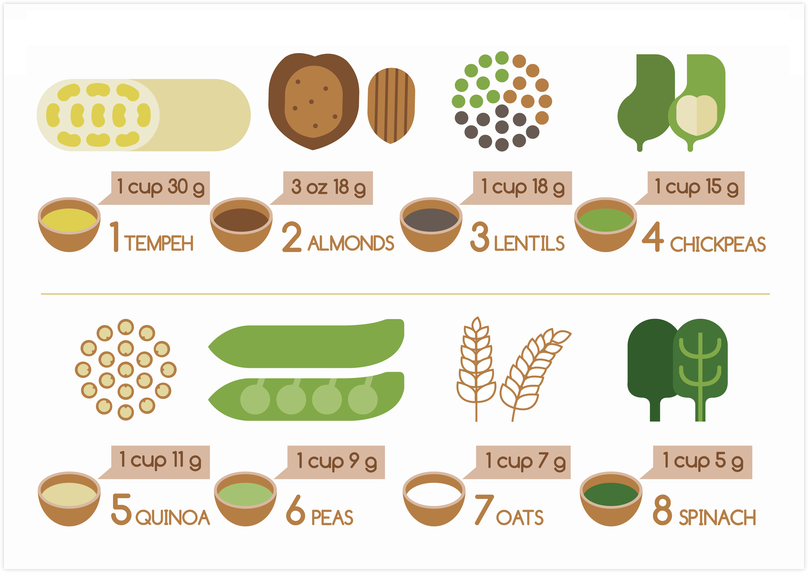 1 cup 30 g
3 oz 18 g
1 cup 18 g
1 cup 15 g
1 TEMPEH
2 ALMONDS
3 LENTILS
4 CHICKPEAS
1 cup 11 g
1 cup 9 g
1 cup 7 g
1 cup 5 g
5 QUINOA
6 PEAS
7 OATS
8 SPINACH